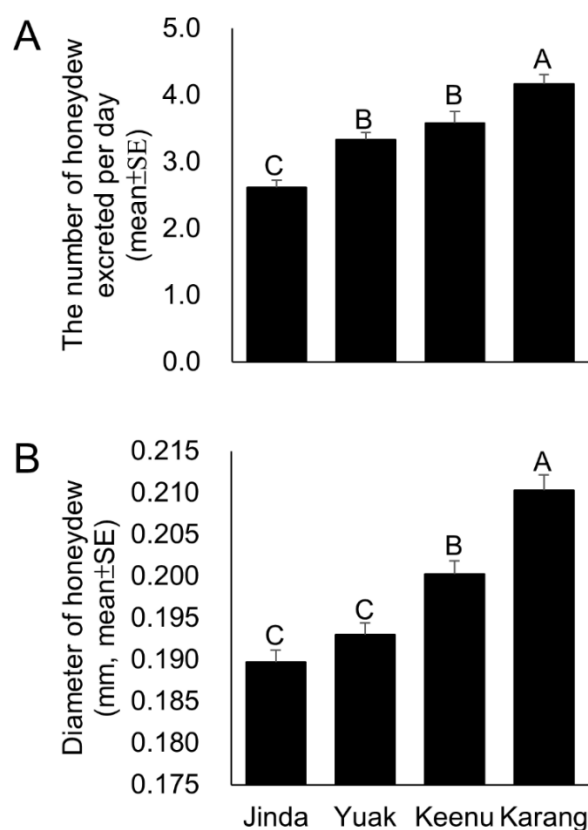 A
The number of honeydew
excreted per day
(mean±SE)
5.0
4.0
3.0
2.0
1.0
0.0
C
B
B
A
B
Diameter of honeydew
(mm, mean±SE)
0.215
0.210
0.205
0.200
0.195
0.190
0.185
0.180
0.175
C
C
B
A
Jinda Yuak Keenu Karang